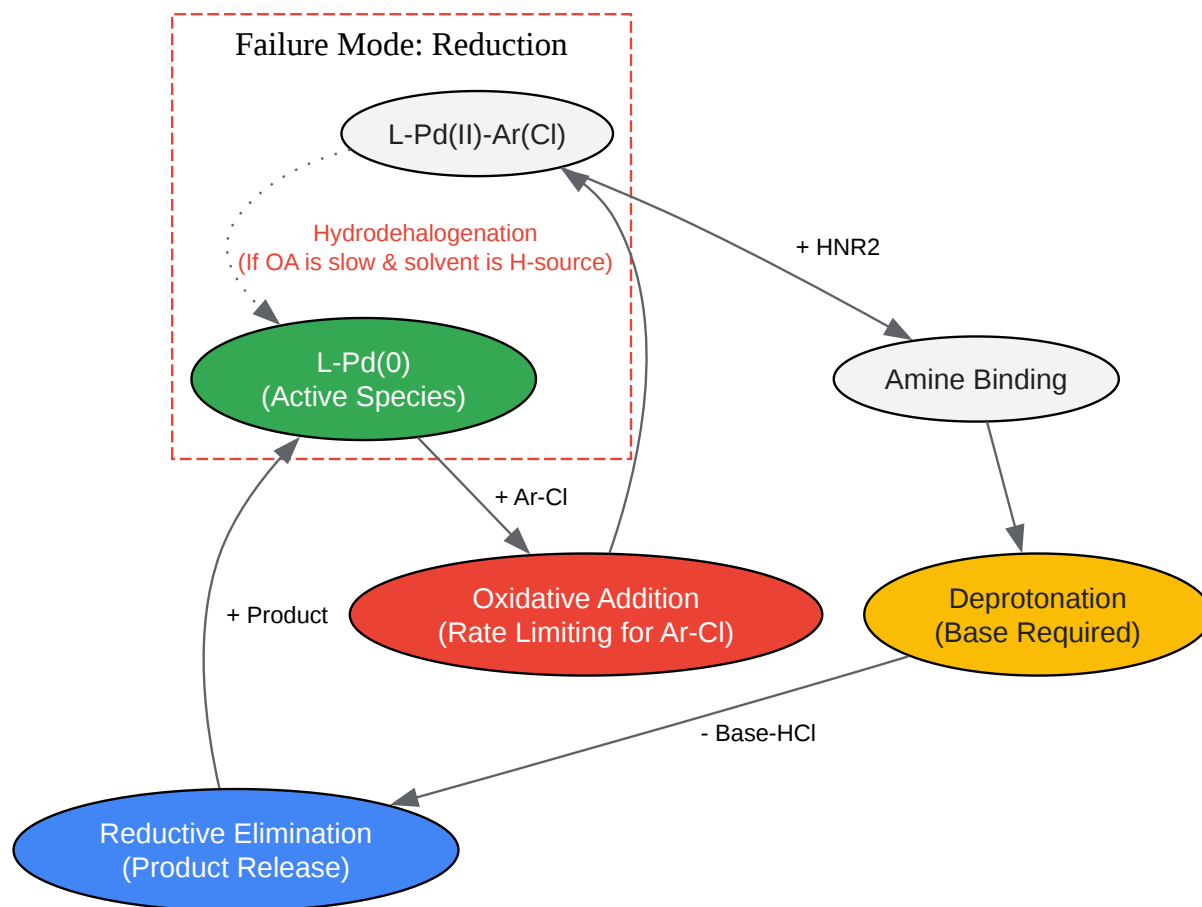 Failure Mode: Reduction
L-Pd(II)-Ar(Cl)
Hydrodehalogenation
(If OA is slow & solvent is H-source)
+ HNR2
L-Pd(0)
(Active Species)
Amine Binding
+ Ar-Cl
Oxidative Addition
(Rate Limiting for Ar-Cl)
Deprotonation
(Base Required)
+ Product
- Base-HCl
Reductive Elimination
(Product Release)